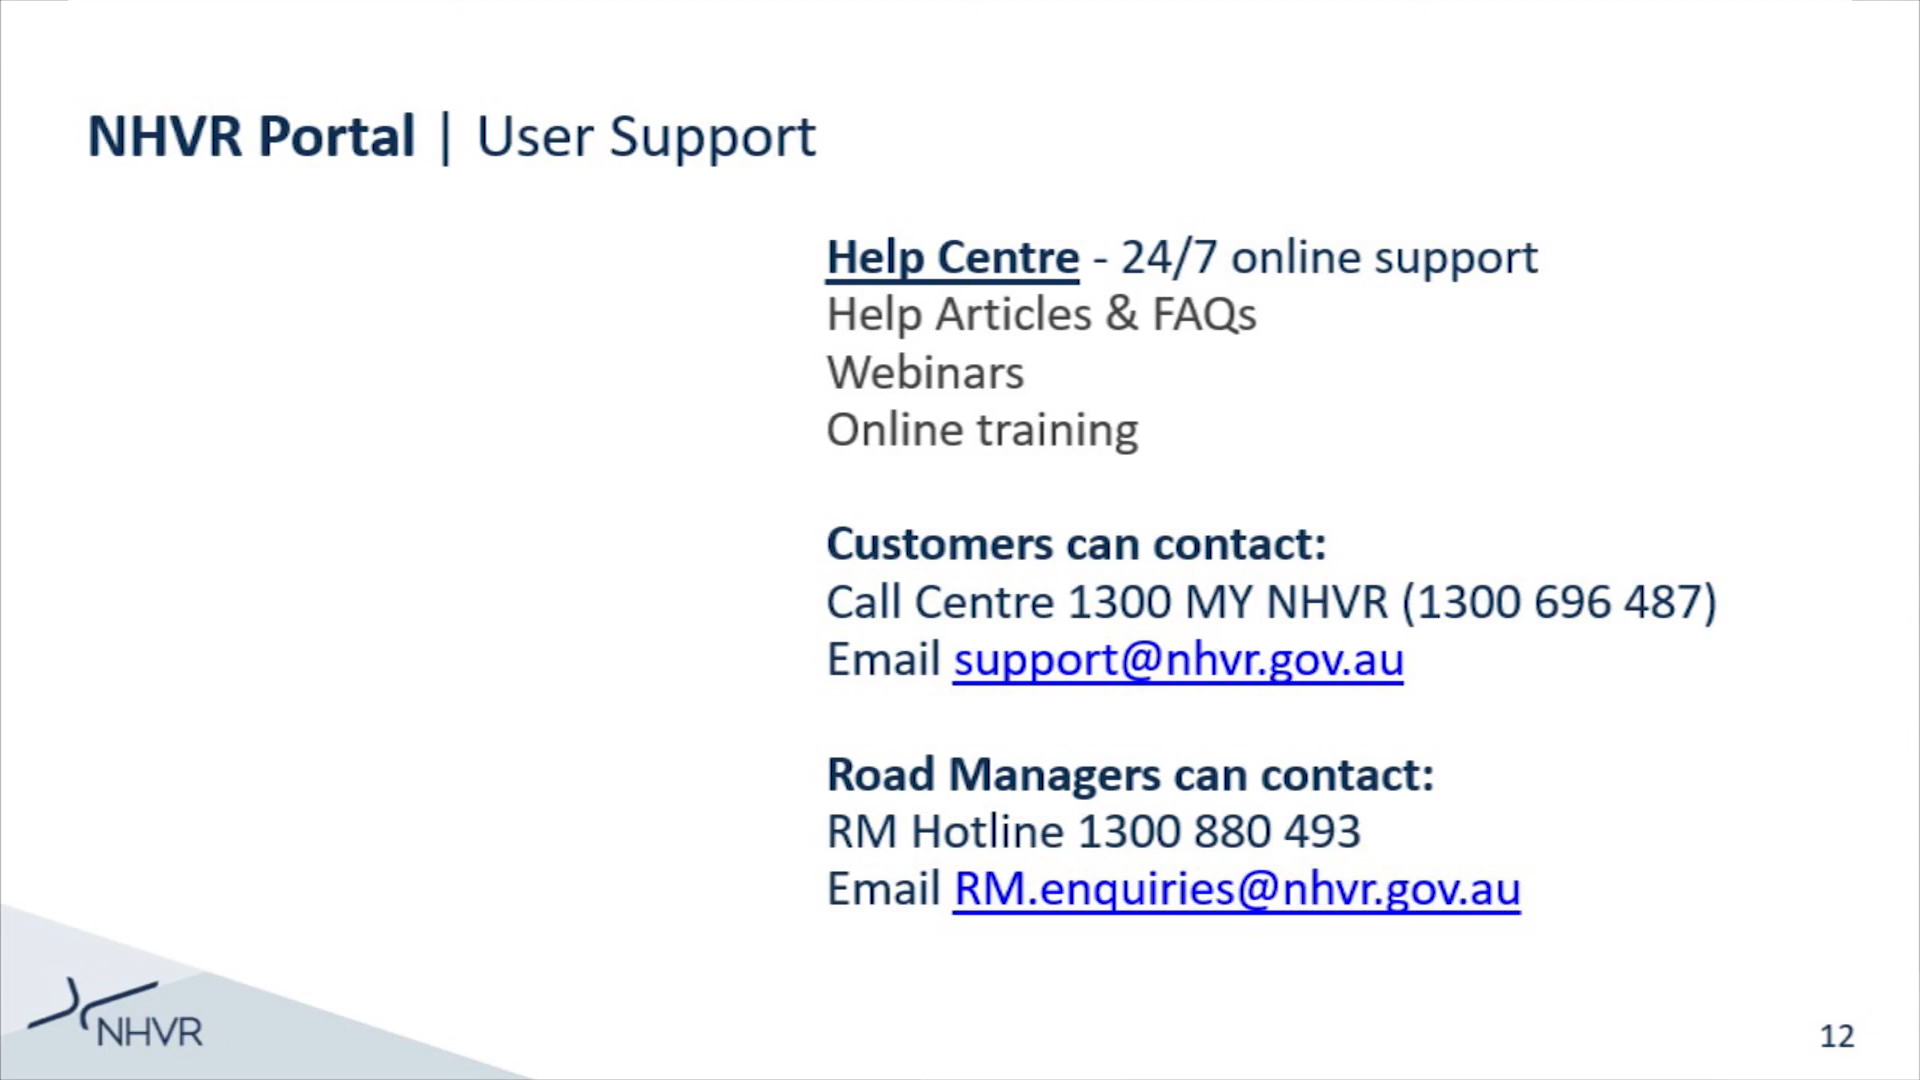 NHVR Portal | User Support
Help Centre - 24/7 online support
Help Articles & FAQs
Webinars
Online training
Customers can contact:
Call Centre 1300 MY NHVR (1300 696 487)
Email support@nhvr.gov.au
Road Managers can contact:
RM Hotline 1300 880 493
Email RM.enquiries@nhvr.gov.au
NHVR
12